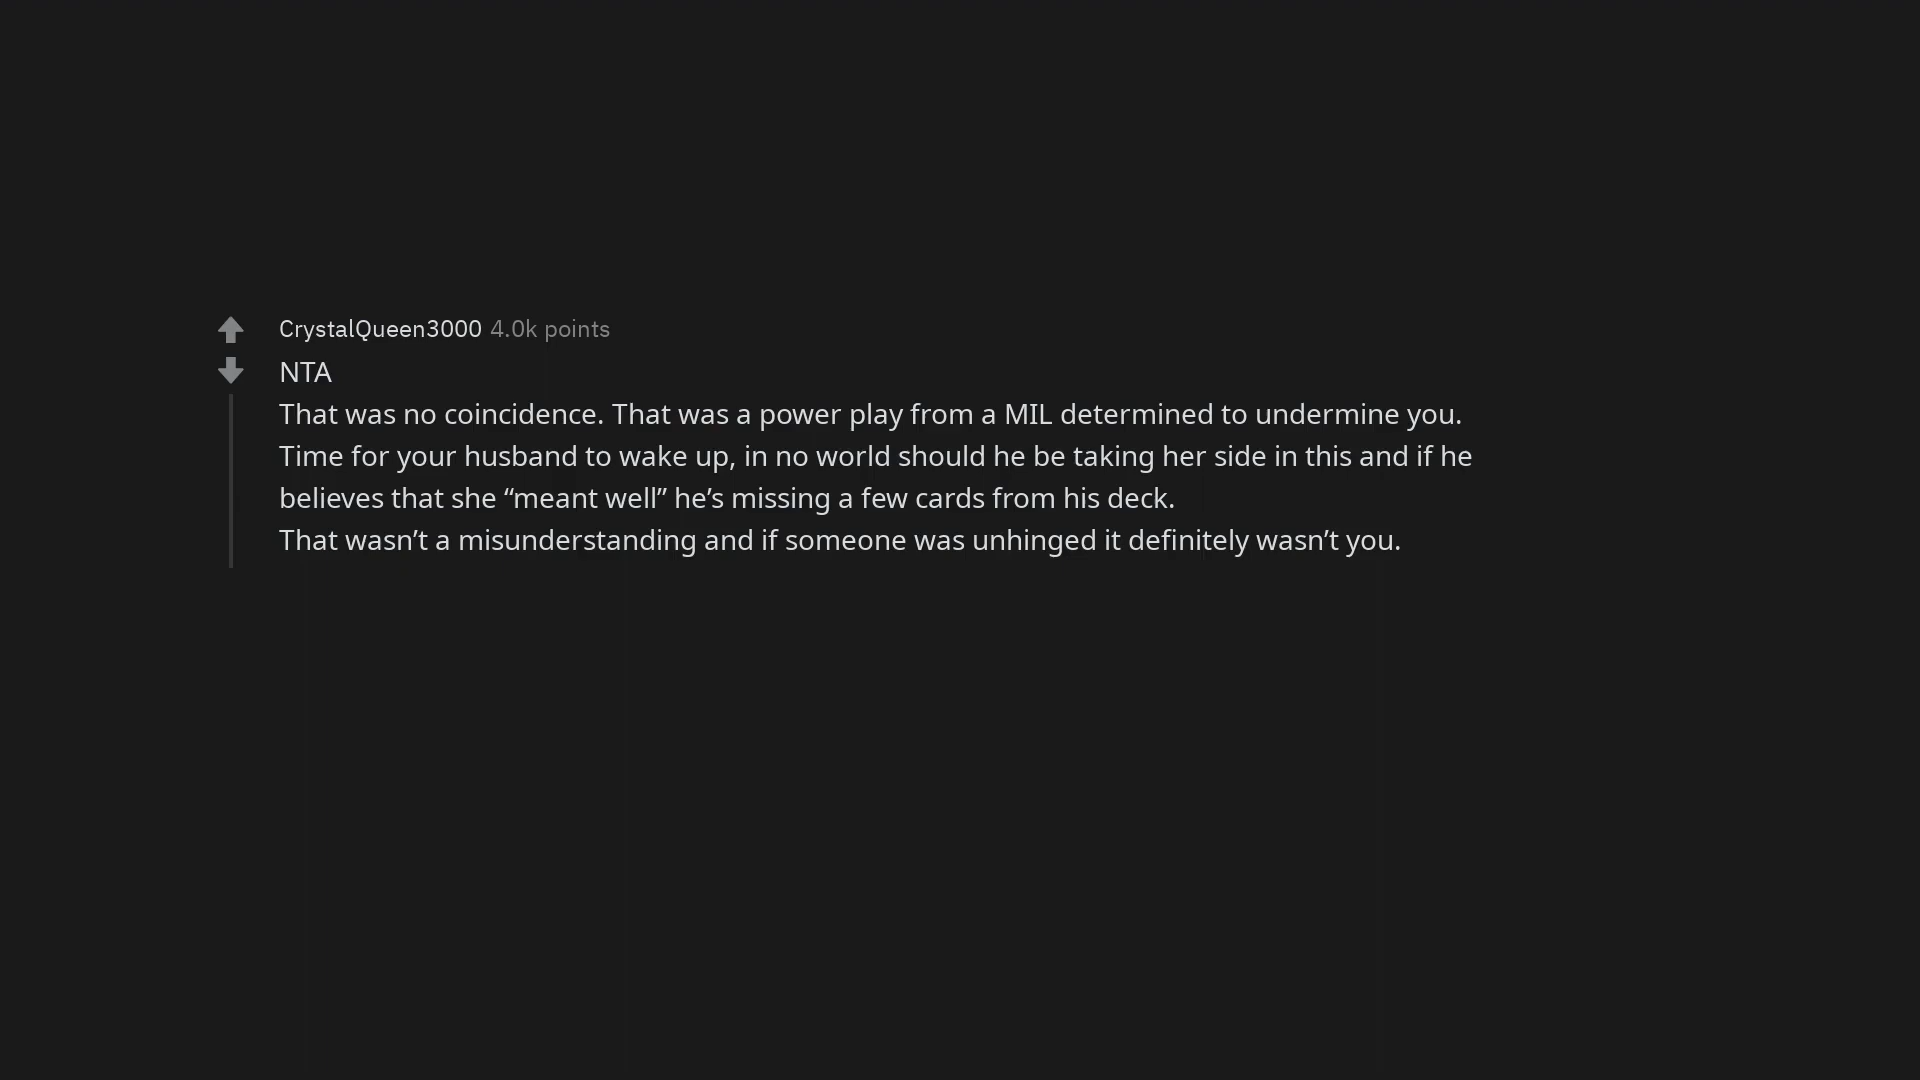 CrystalQueen3000 4.0k points
NTA
That was no coincidence. That was a power play from a MIL determined to undermine you.
Time for your husband to wake up, in no world should he be taking her side in this and if he
believes that she “meant well” he’s missing a few cards from his deck.
That wasn’t a misunderstanding and if someone was unhinged it definitely wasn’t you.